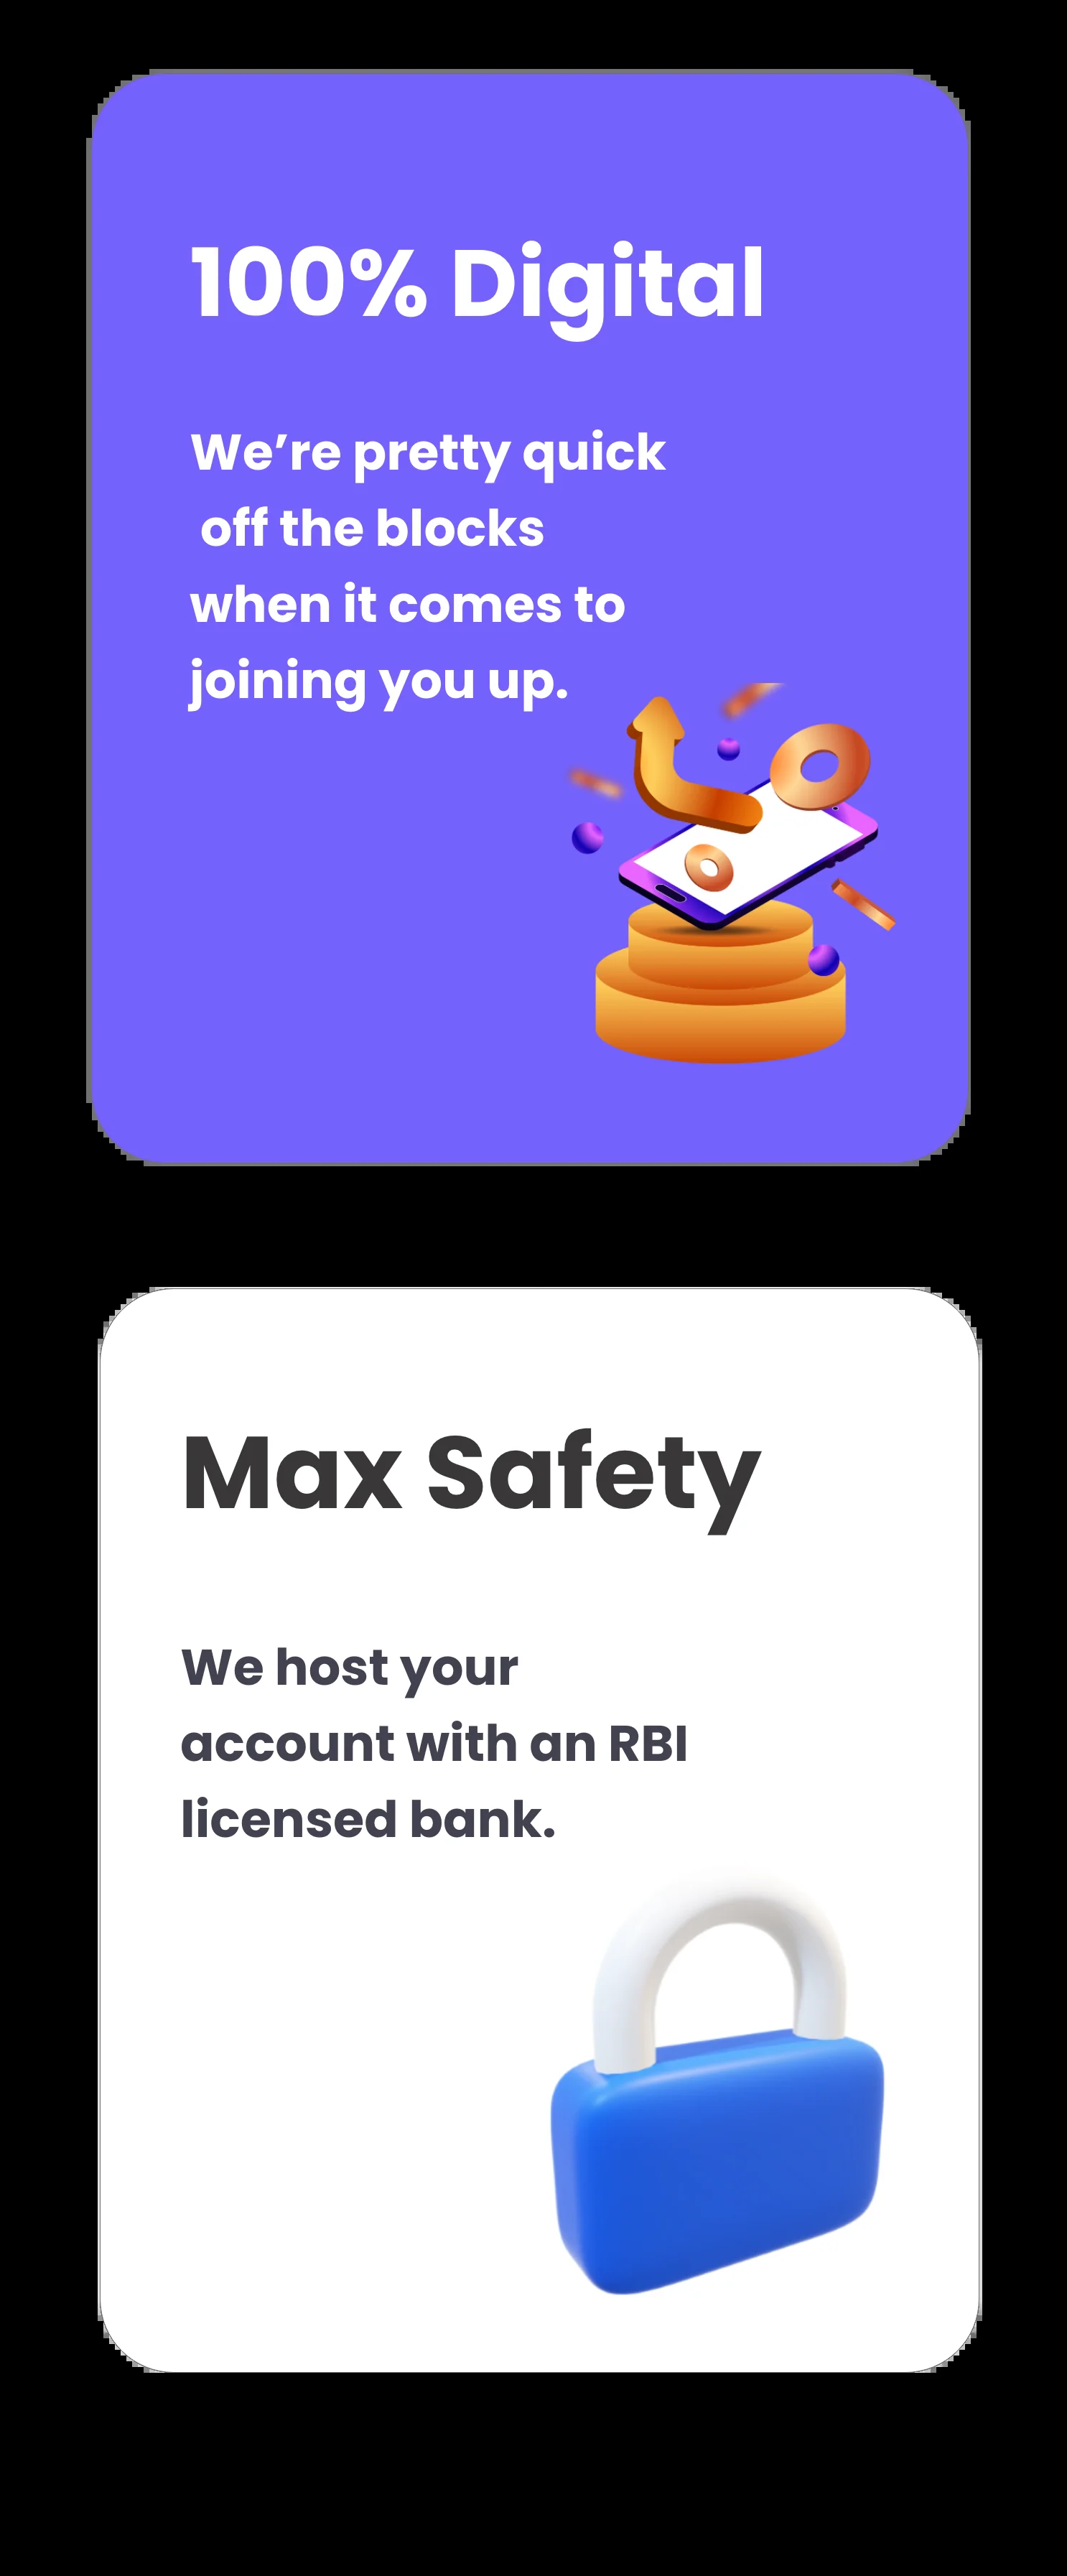 100% Digital
We’re pretty quick
off the blocks
when it comes to
joining you up.
Max Safety
We host your
account with an RBI
licensed bank.